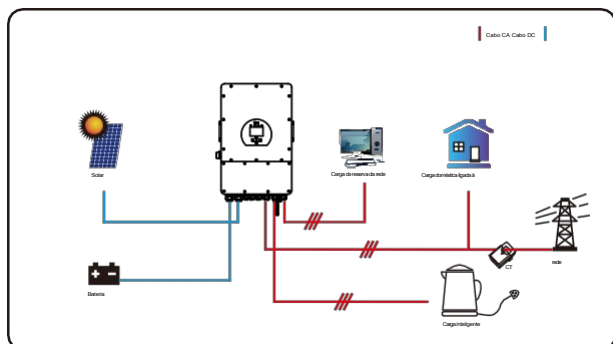 Cabo CA Cabo DC
Solar
Carga de reserva da rede
Carga doméstica ligada à
CT
rede
Bateria
Carga inteligente